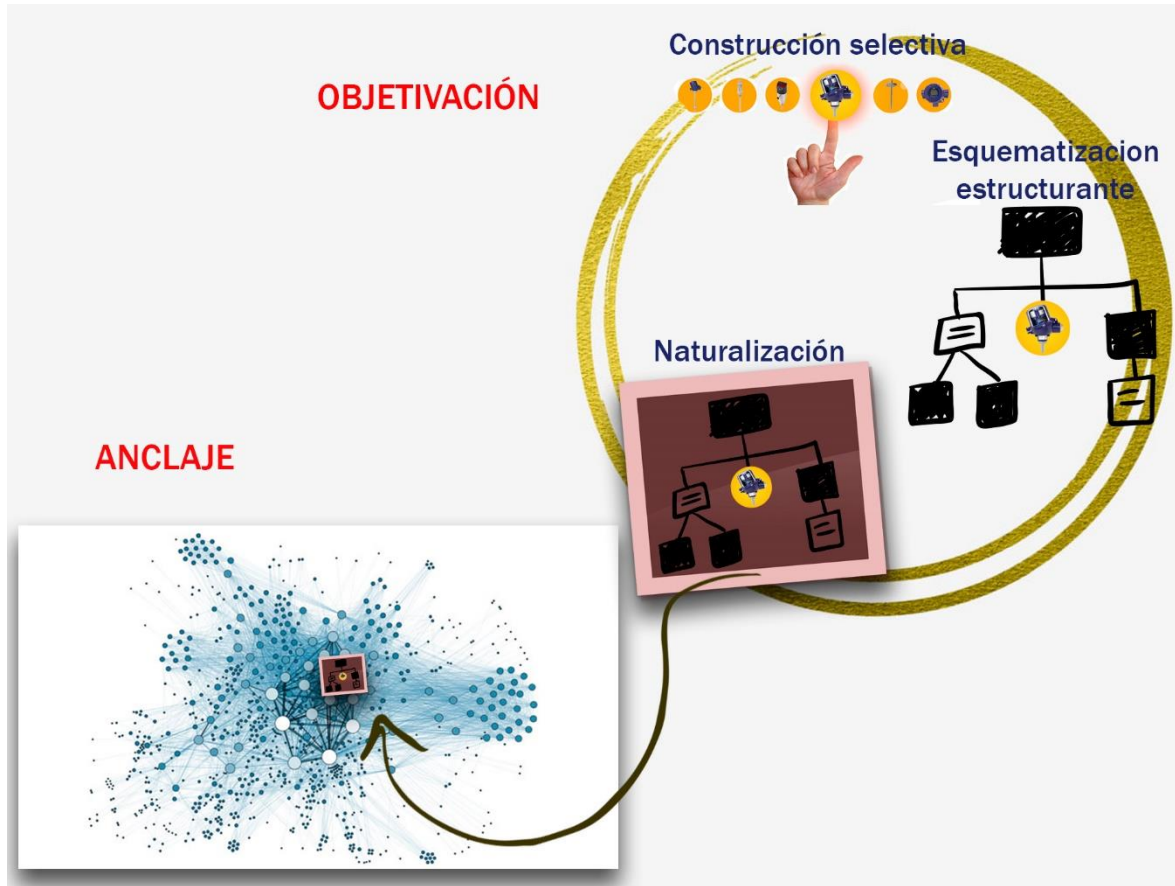 Construcción selectiva
OBJETIVACIÓN
Esquematizacion
estructurante
Naturalización
ANCLAJE